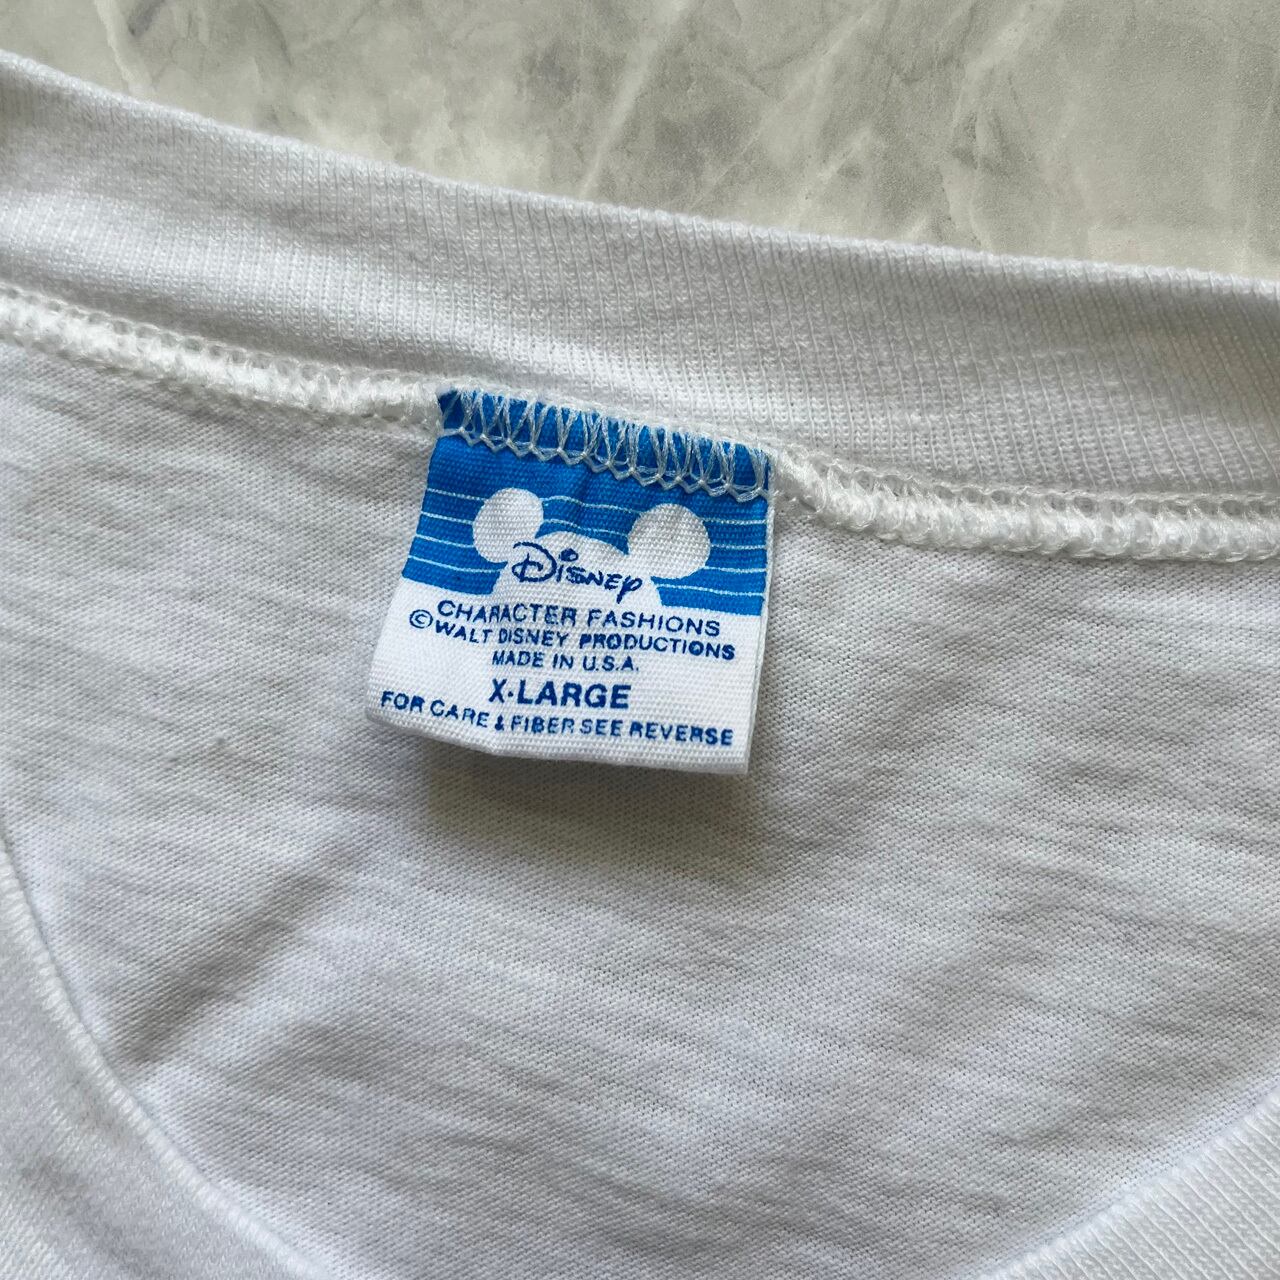 Disney
CHARACTER FASHIONS
©WALT DISNEY PRODUCTIONS
MADE IN U.S.A.
X-LARGE
FOR CARE & FIBER SEE REVERSE